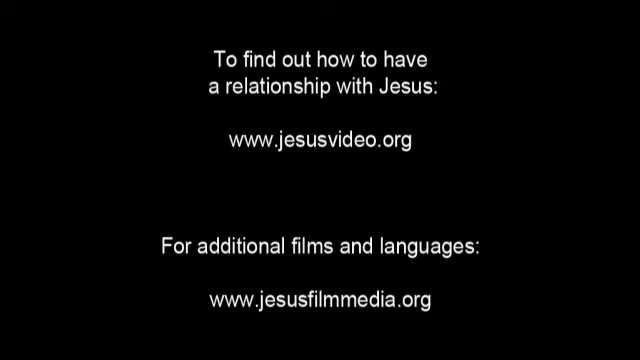 To find out how to have
a relationship with Jesus:
www.jesusvideo.org
For additional films and languages:
www.jesusfilmmedia.org